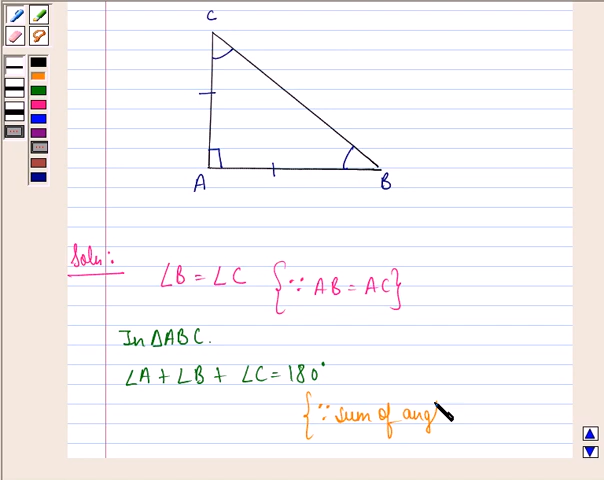 C
A
B
Soln:
∠B = ∠C {∵ AB = AC}
In ΔABC.
∠A + ∠B + ∠C = 180°
{∵ sum of ang